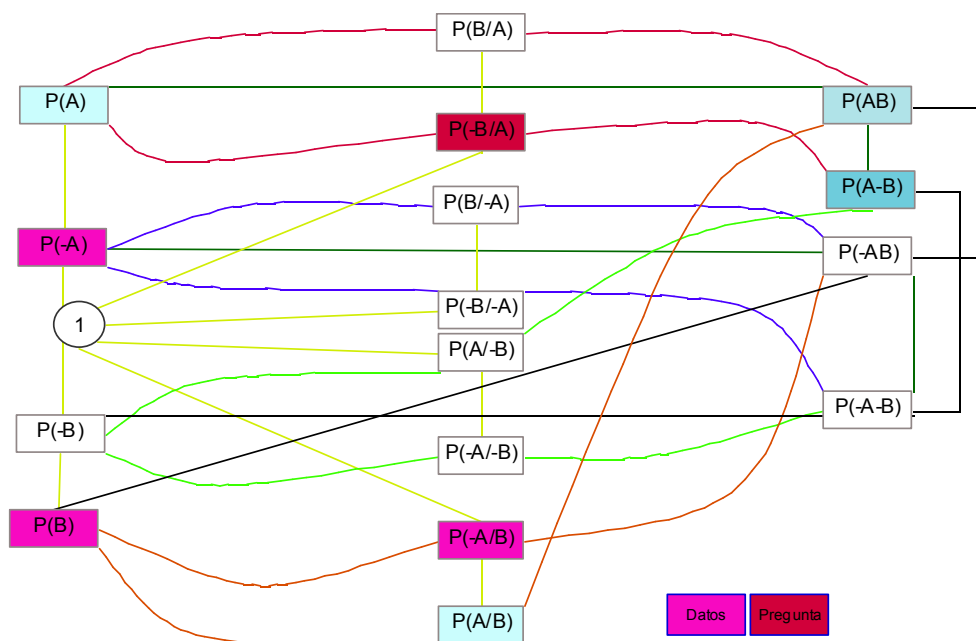 P(B/A)
P(A)
P(AB)
P(-B/A)
P(A-B)
P(B/-A)
P(-A)
P(-AB)
P(-B/-A)
1
P(A/-B)
P(-A-B)
P(-B)
P(-A/-B)
P(B)
P(-A/B)
P(A/B)
Datos
Pregunta